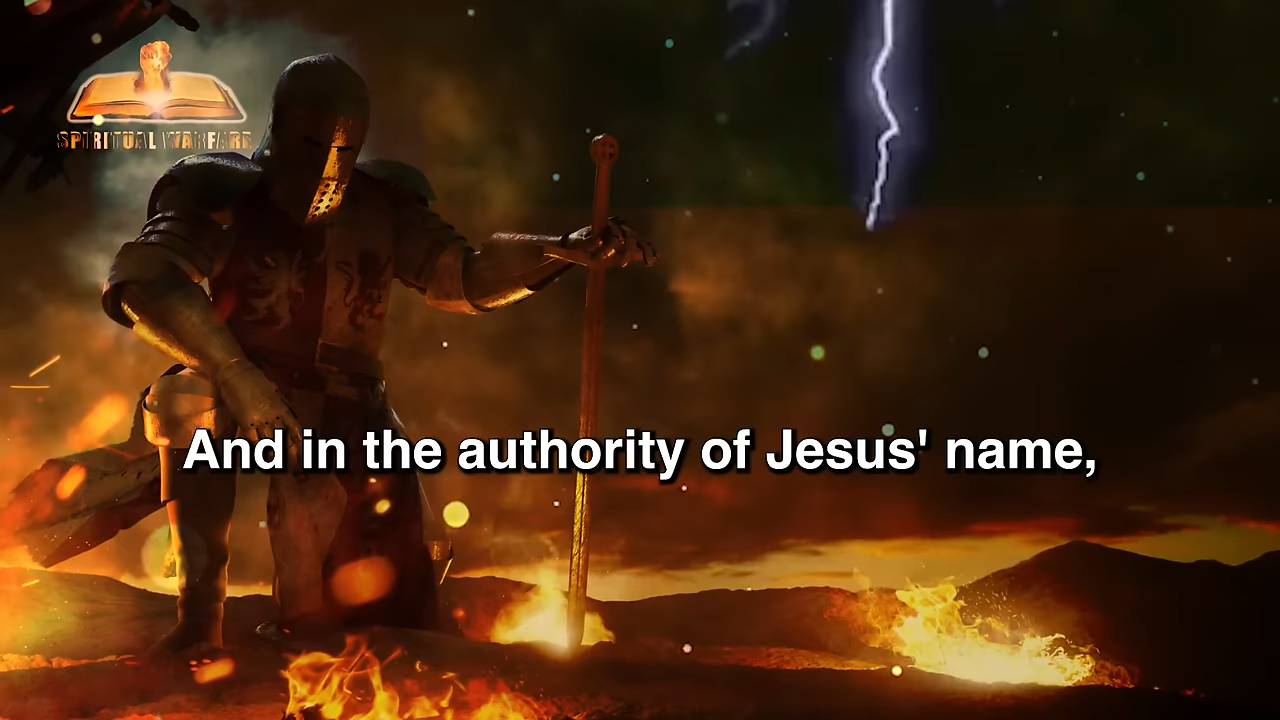 SPIRITUAL WARFARE
And in the authority of Jesus' name,